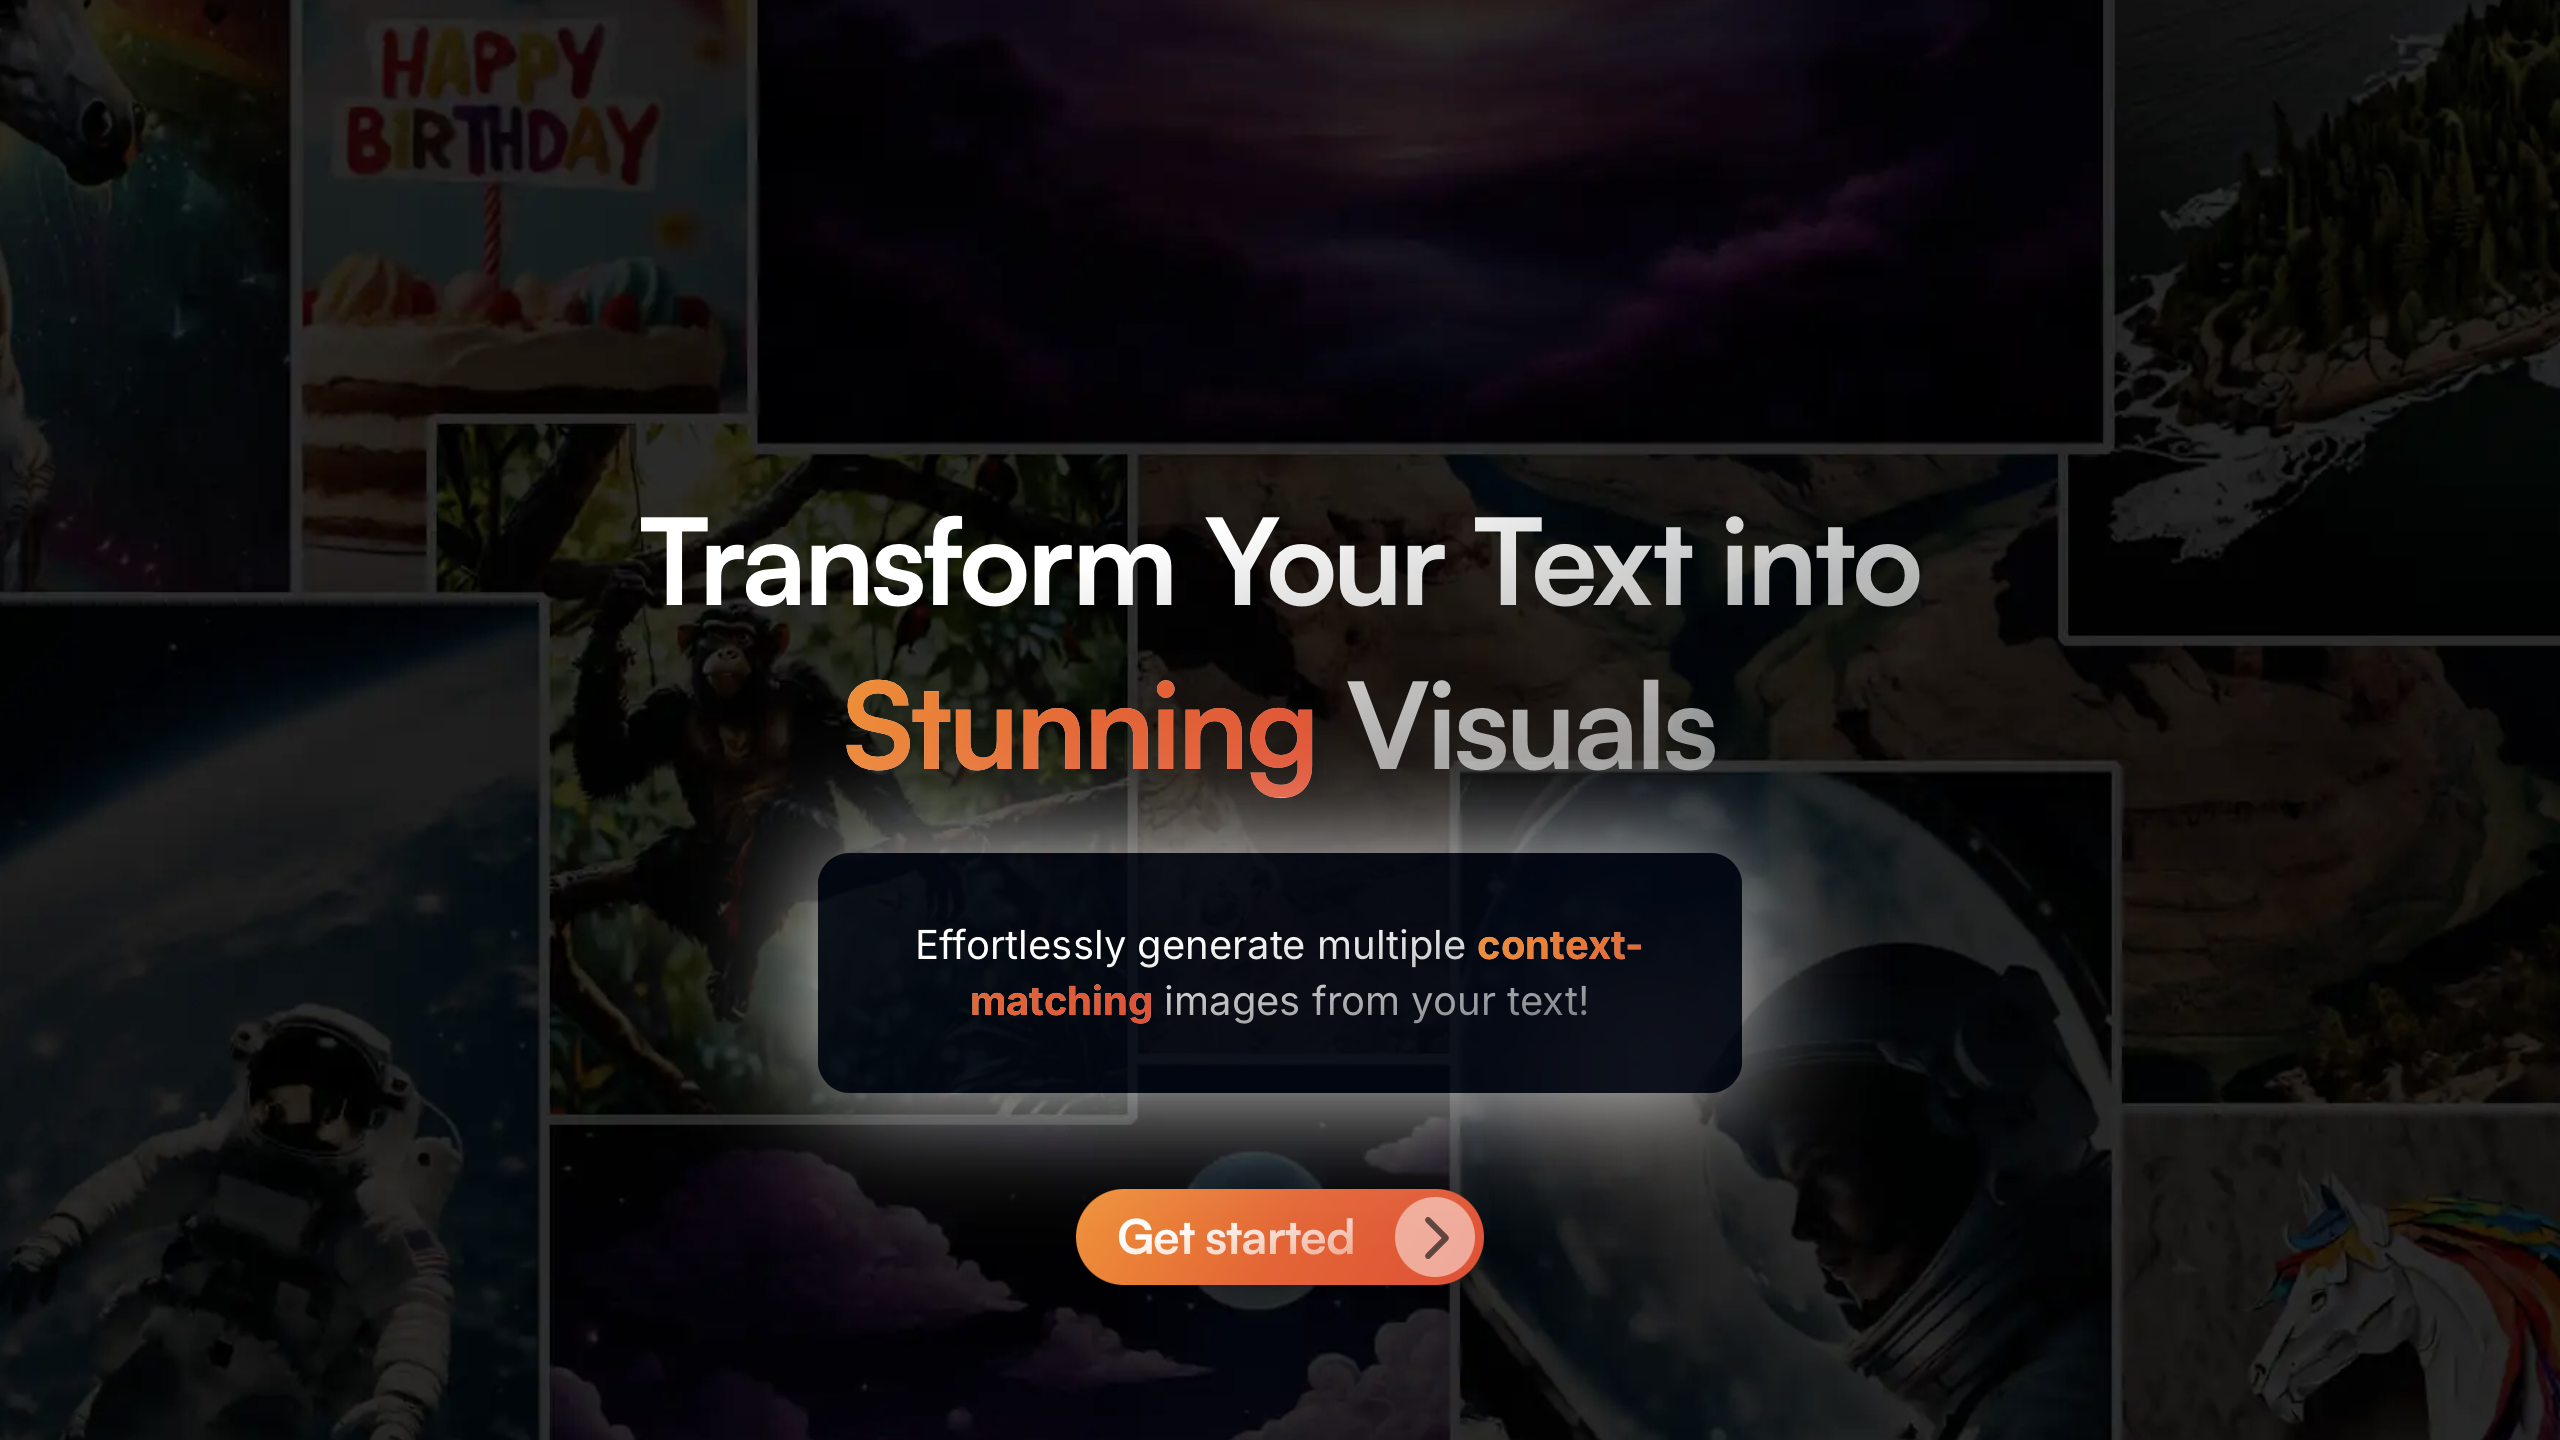 HAPPY
BIRTHDAY
Transform Your Text into
Stunning Visuals
Effortlessly generate multiple context-
matching images from your text!
Get started